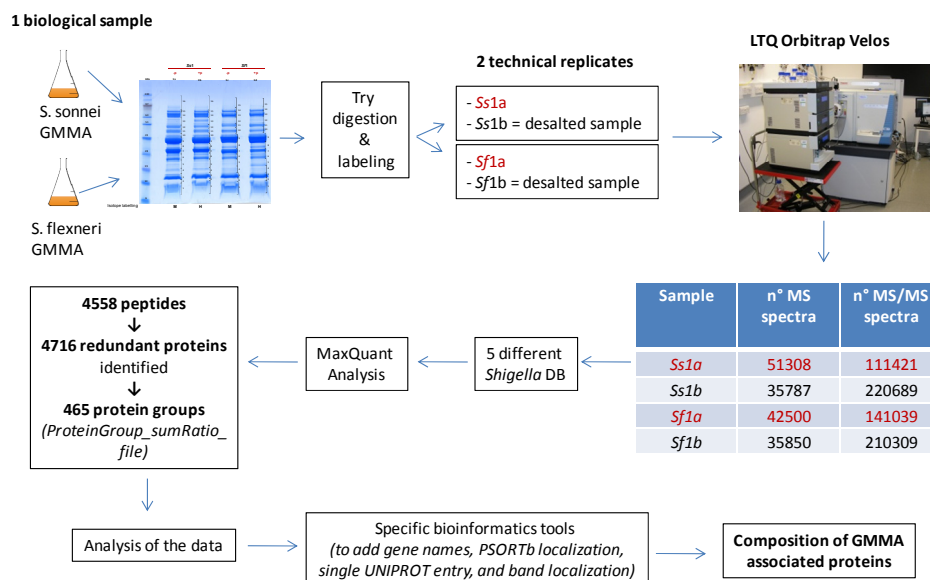 1 biological sample
S. sonnei
GMMA
S. flexneri
GMMA
Ss1
Sf1
Isotope labelling
M
H
M
H
Try
digestion
&
labeling
2 technical replicates
- Ss1a
- Ss1b = desalted sample
- Sf1a
- Sf1b = desalted sample
LTQ Orbitrap Velos
Sample
n° MS
spectra
n° MS/MS
spectra
Ss1a 51308 111421
Ss1b 35787 220689
Sf1a 42500 141039
Sf1b 35850 210309
5 different
Shigella DB
MaxQuant
Analysis
4558 peptides
↓
4716 redundant proteins
identified
↓
465 protein groups
(ProteinGroup_sumRatio_
file)
Analysis of the data
Specific bioinformatics tools
(to add gene names, PSORTb localization,
single UNIPROT entry, and band localization)
Composition of GMMA
associated proteins